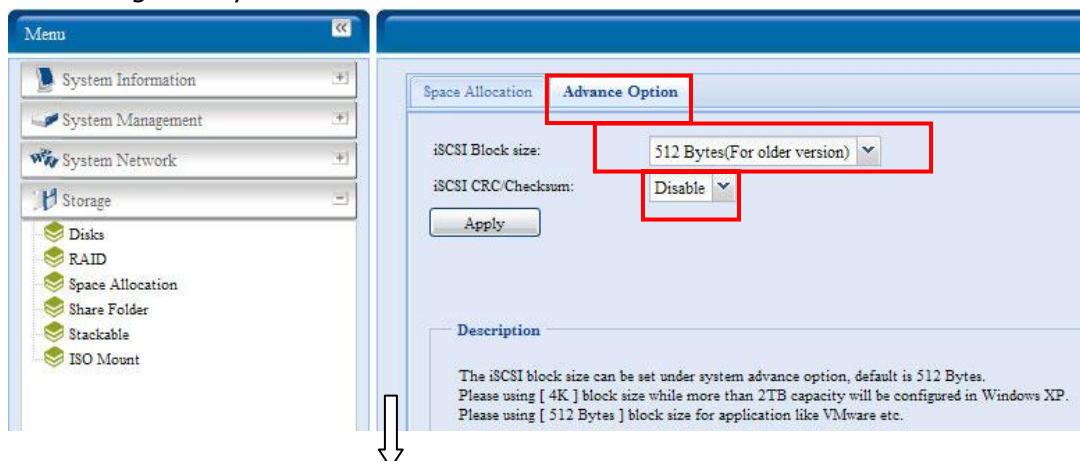 Menu
System Information
System Management
System Network
Storage
Disks
RAID
Space Allocation
Share Folder
Stackable
ISO Mount
Space Allocation Advance Option
iSCSI Block size: 512 Bytes(For older version)
iSCSI CRC/Checksum: Disable
Apply
Description
The iSCSI block size can be set under system advance option, default is 512 Bytes.
Please using [ 4K ] block size while more than 2TB capacity will be configured in Windows XP.
Please using [ 512 Bytes ] block size for application like VMware etc.